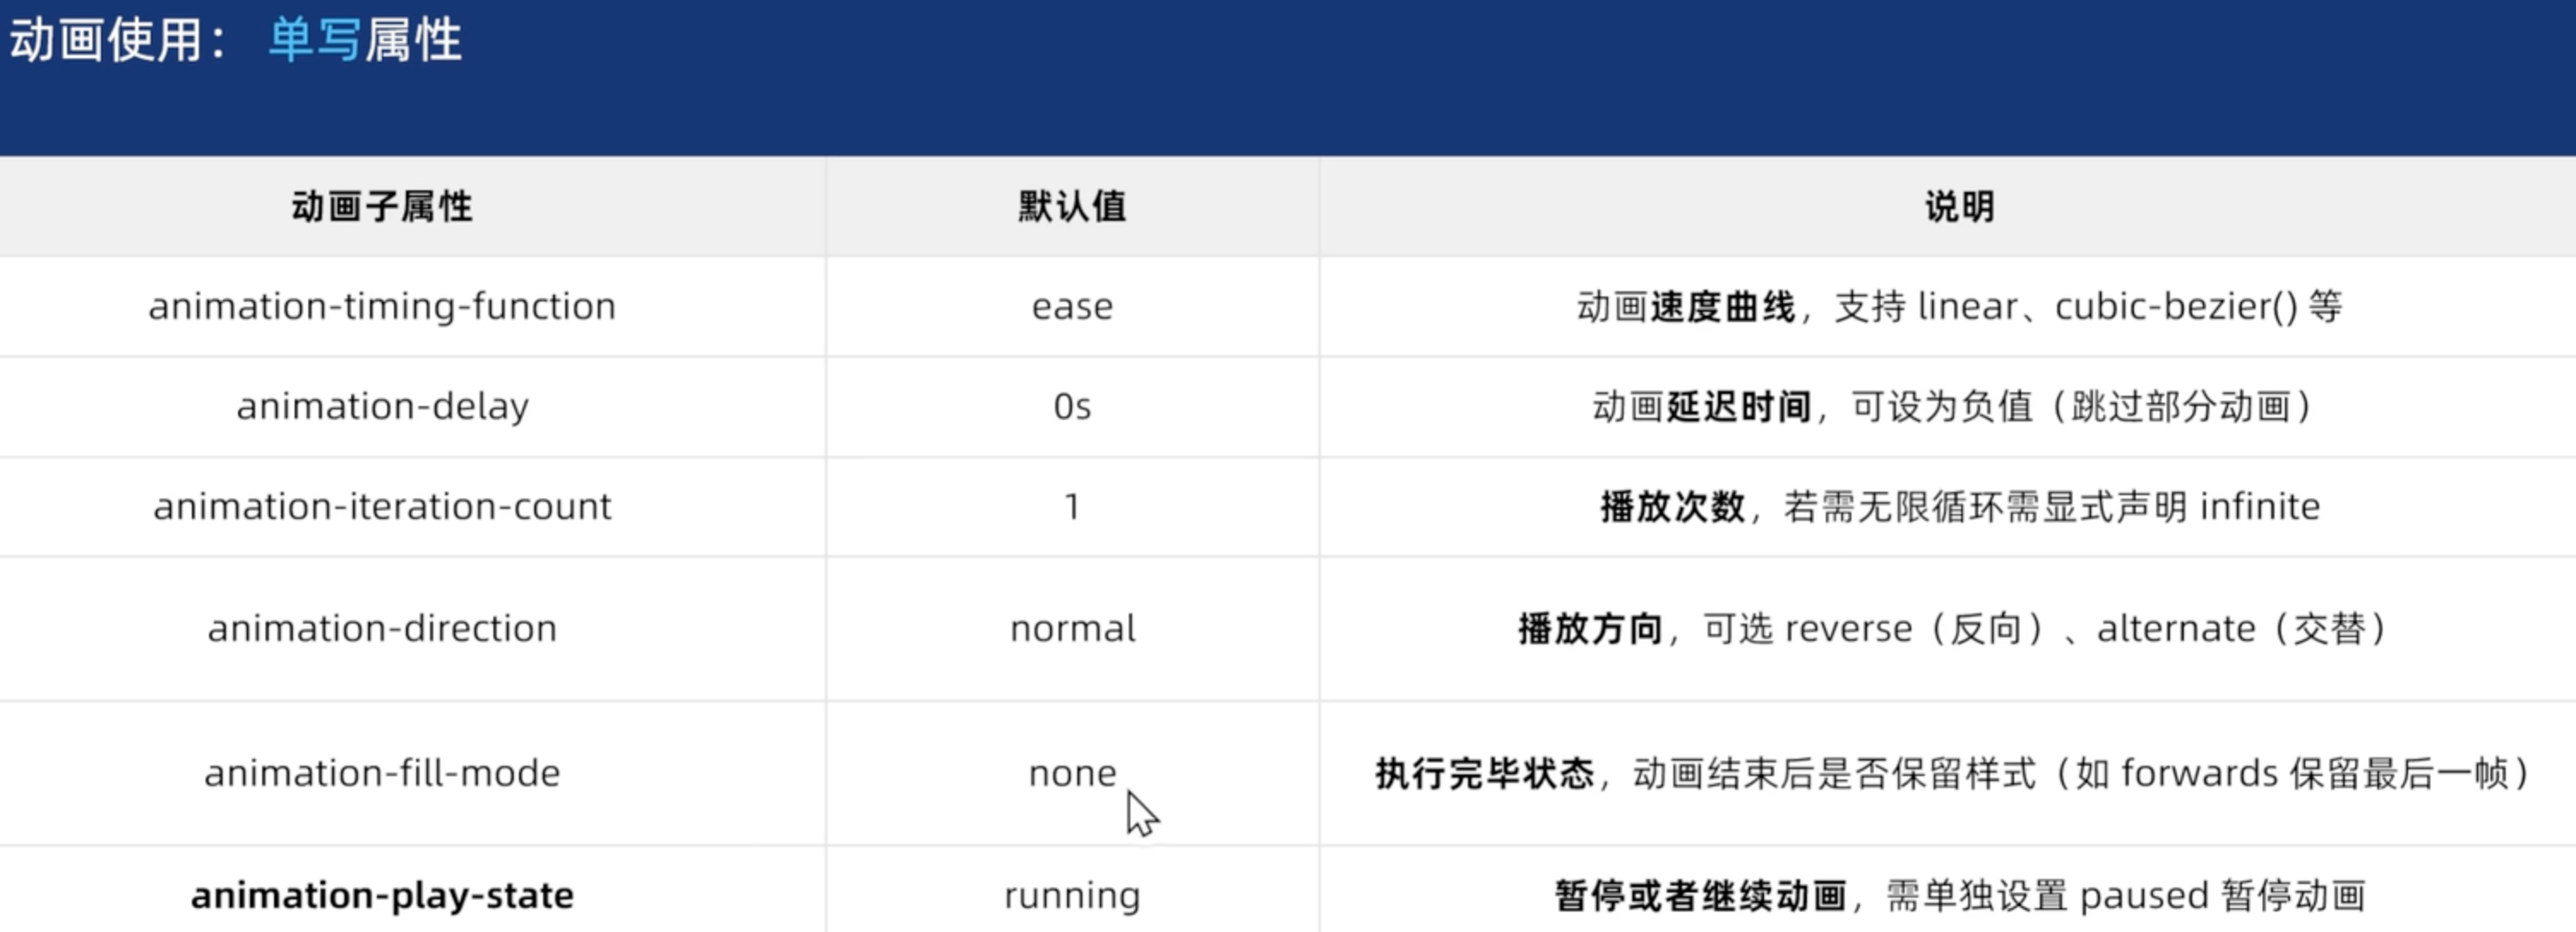 动画使用： 单写属性
动画子属性 默认值 说明
animation-timing-function ease 动画速度曲线，支持 linear、cubic-bezier() 等
animation-delay 0s 动画延迟时间，可设为负值（跳过部分动画）
animation-iteration-count 1 播放次数，若需无限循环需显式声明 infinite
animation-direction normal 播放方向，可选 reverse（反向）、alternate（交替）
animation-fill-mode none 执行完毕状态，动画结束后是否保留样式（如 forwards 保留最后一帧）
animation-play-state running 暂停或者继续动画，需单独设置 paused 暂停动画